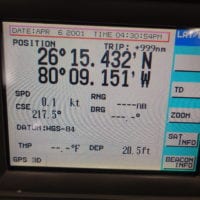 DATE:APR 6 2001 TIME: 04:30:54PM
POSITION TRIP: +999nm
26° 15.432'N
80° 09.151'W
SPD 0.1 kt RNG ----nm
CSE 217.5° DRG ---.-°
DATUM:WGS-84
TMP --.-°F DEP 20.5ft
GPS 3D
TD
ZOOM
SAT
INFO
BEACON
INFO